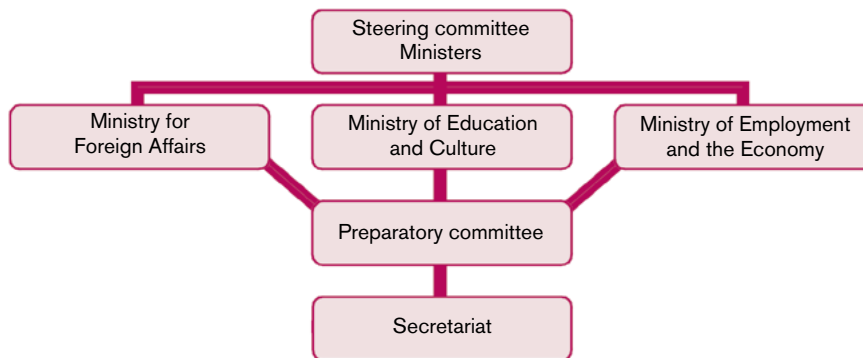 Steering committee
Ministers
Ministry for
Foreign Affairs
Ministry of Education
and Culture
Ministry of Employment
and the Economy
Preparatory committee
Secretariat